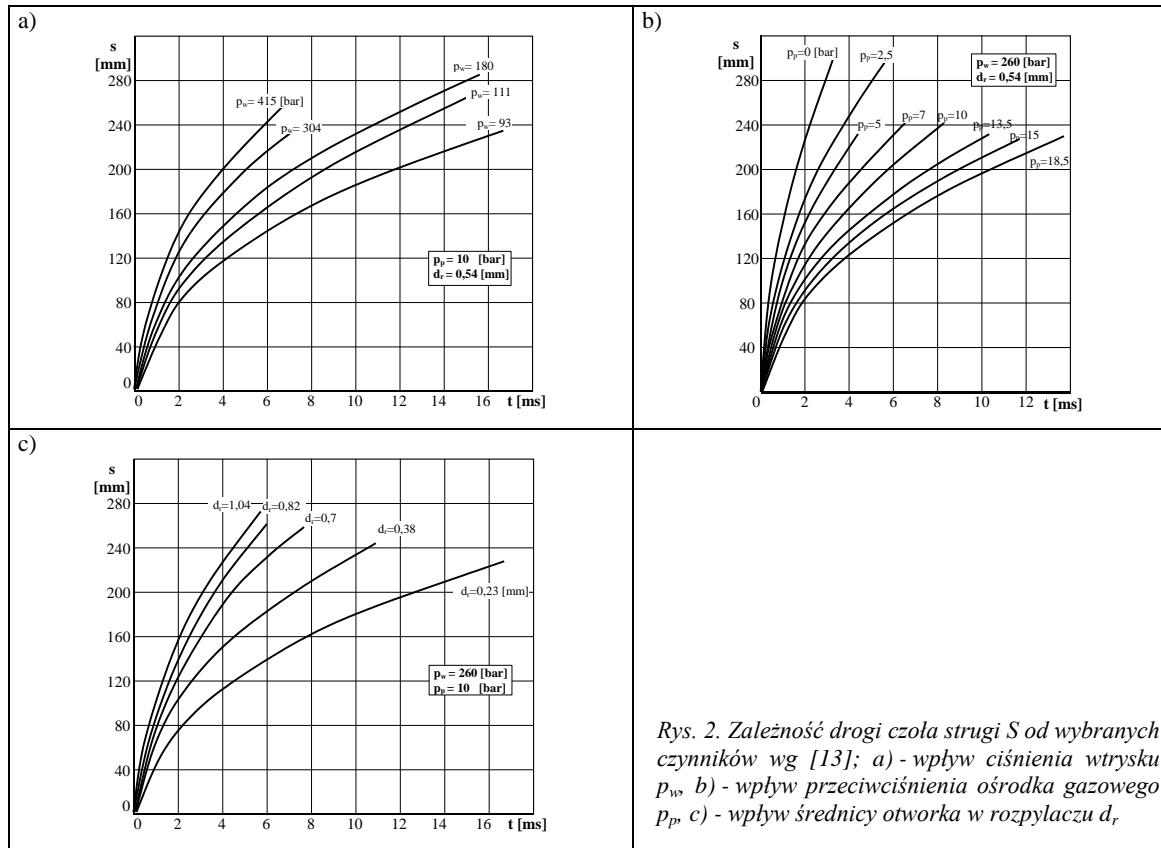 a)
s
[mm]
280
240
200
160
120
80
40
0
0 2 4 6 8 10 12 14 16 t [ms]
p_w= 415 [bar]
p_w= 304
p_w= 180
p_w= 111
p_w= 93
p_p = 10 [bar]
d_r = 0,54 [mm]
b)
s
[mm]
280
240
200
160
120
80
40
0 2 4 6 8 10 12 t [ms]
p_p=0 [bar]
p_p=2,5
p_p=5
p_p=7
p_p=10
p_p=13,5
p_p=15
p_p=18,5
p_w = 260 [bar]
d_r = 0,54 [mm]
c)
s
[mm]
280
240
200
160
120
80
40
0
0 2 4 6 8 10 12 14 16 t [ms]
d_r=1,04
d_r=0,82
d_r=0,7
d_r=0,38
d_r=0,23 [mm]
p_w = 260 [bar]
p_p = 10 [bar]
Rys. 2. Zależność drogi czoła strugi S od wybranych
czynników wg [13]; a) - wpływ ciśnienia wtrysku
p_w, b) - wpływ przeciwciśnienia ośrodka gazowego
p_p, c) - wpływ średnicy otworka w rozpylaczu d_r